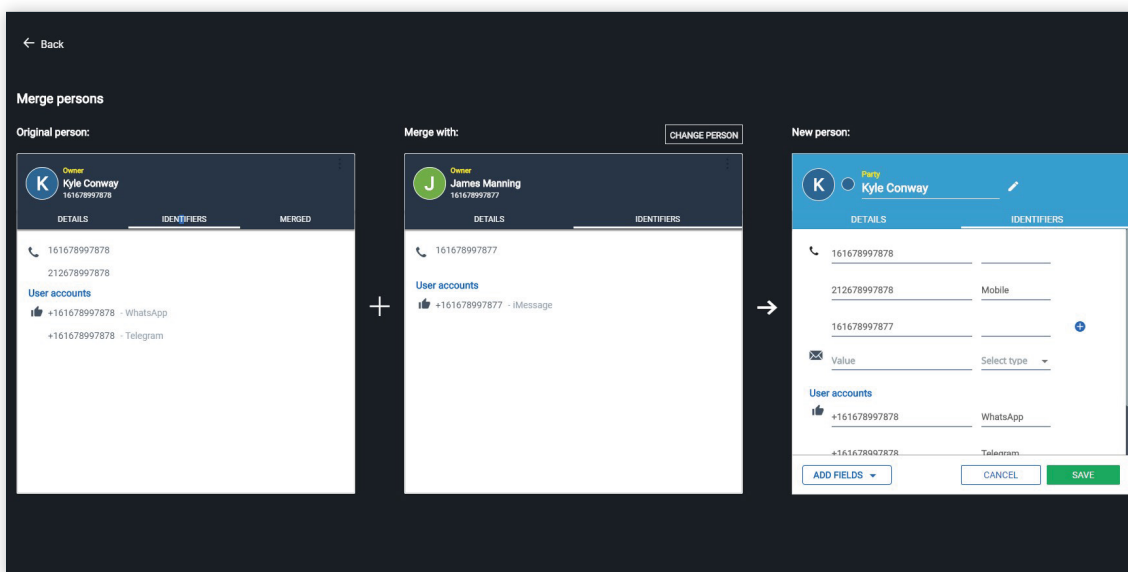 Back
Merge persons
Original person:
K
Owner
Kyle Conway
161678997878
DETAILS IDENTIFIERS MERGED
161678997878
212678997878
User accounts
+161678997878 - WhatsApp
+161678997878 - Telegram
Merge with:
CHANGE PERSON
J
Owner
James Manning
161678997877
DETAILS IDENTIFIERS
161678997877
User accounts
+161678997877 - iMessage
New person:
K
Party
Kyle Conway
DETAILS IDENTIFIERS
161678997878
212678997878 Mobile
161678997877
Value Select type
User accounts
+161678997878 WhatsApp
+161678997878 Telegram
ADD FIELDS CANCEL SAVE